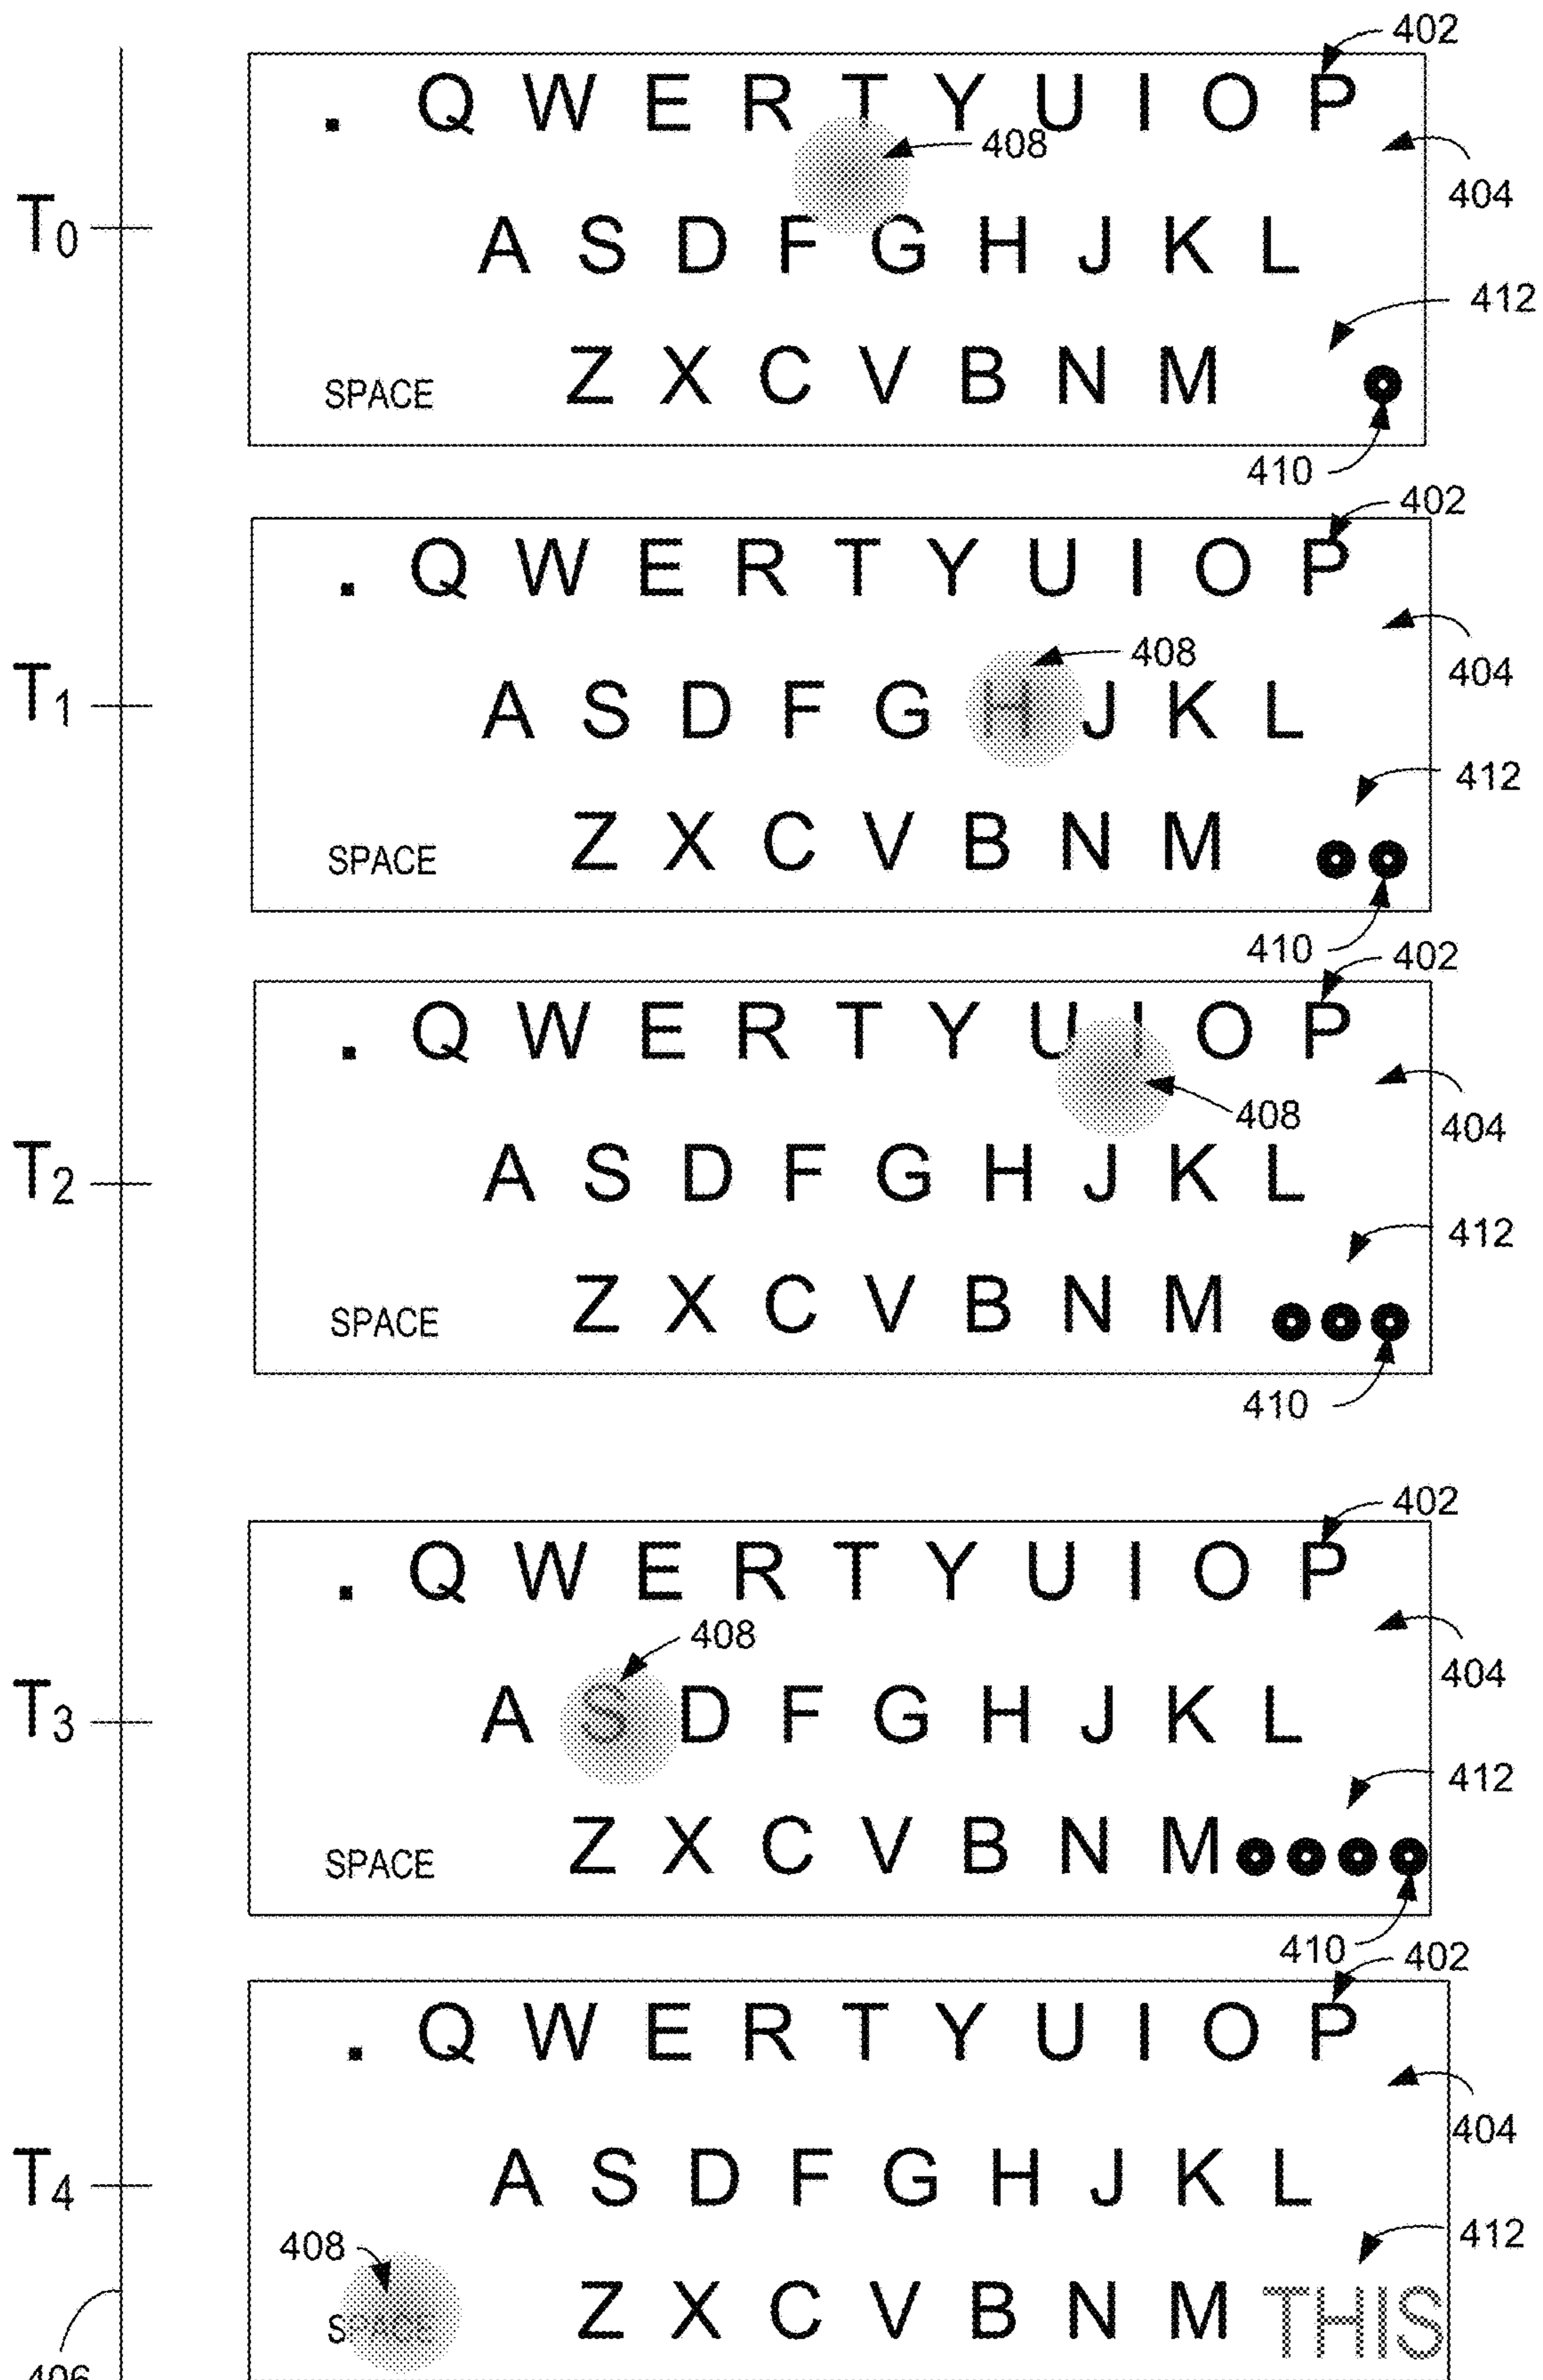 402
. Q W E R T Y U I O P
408
404
T0
A S D F G H J K L
412
SPACE Z X C V B N M
410
402
. Q W E R T Y U I O P
408
404
T1
A S D F G H J K L
412
SPACE Z X C V B N M
410
402
. Q W E R T Y U I O P
408
404
T2
A S D F G H J K L
412
SPACE Z X C V B N M
410
402
. Q W E R T Y U I O P
408
404
T3
A S D F G H J K L
412
SPACE Z X C V B N M
410
402
. Q W E R T Y U I O P
404
T4
A S D F G H J K L
408
412
SPACE Z X C V B N M THIS